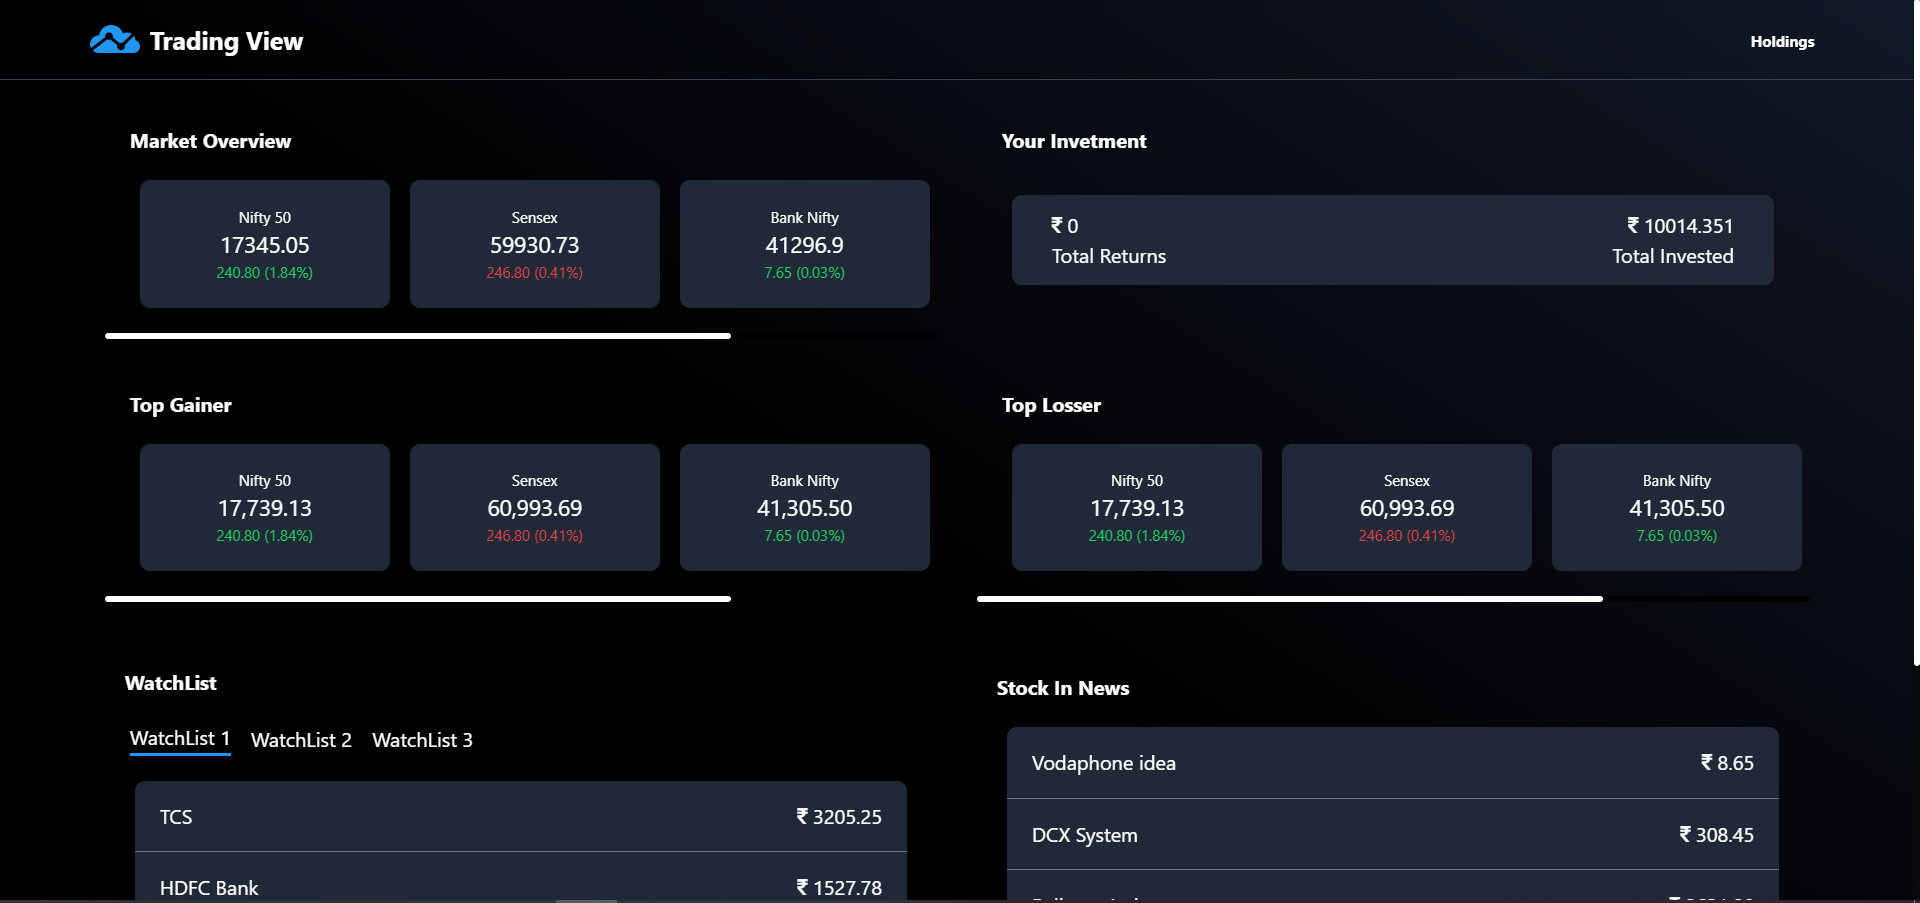 Trading View
Holdings
Market Overview
Nifty 50
17345.05
240.80 (1.84%)
Sensex
59930.73
246.80 (0.41%)
Bank Nifty
41296.9
7.65 (0.03%)
Your Invetment
₹ 0
Total Returns
₹ 10014.351
Total Invested
Top Gainer
Nifty 50
17,739.13
240.80 (1.84%)
Sensex
60,993.69
246.80 (0.41%)
Bank Nifty
41,305.50
7.65 (0.03%)
Top Losser
Nifty 50
17,739.13
240.80 (1.84%)
Sensex
60,993.69
246.80 (0.41%)
Bank Nifty
41,305.50
7.65 (0.03%)
WatchList
WatchList 1 WatchList 2 WatchList 3
TCS ₹ 3205.25
HDFC Bank ₹ 1527.78
Stock In News
Vodaphone idea ₹ 8.65
DCX System ₹ 308.45